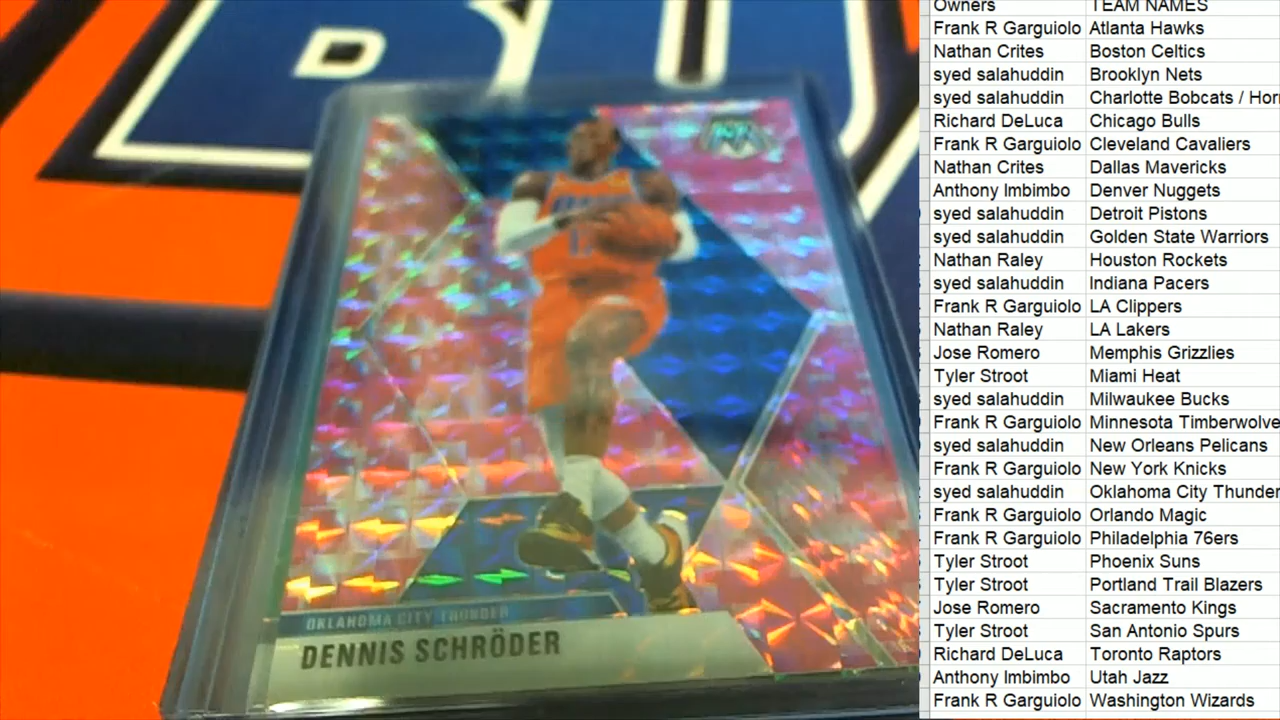 OKLAHOMA CITY THUNDER
DENNIS SCHRÖDER
Owners TEAM NAMES
Frank R Garguiolo Atlanta Hawks
Nathan Crites Boston Celtics
syed salahuddin Brooklyn Nets
syed salahuddin Charlotte Bobcats / Hor
Richard DeLuca Chicago Bulls
Frank R Garguiolo Cleveland Cavaliers
Nathan Crites Dallas Mavericks
Anthony Imbimbo Denver Nuggets
syed salahuddin Detroit Pistons
syed salahuddin Golden State Warriors
Nathan Raley Houston Rockets
syed salahuddin Indiana Pacers
Frank R Garguiolo LA Clippers
Nathan Raley LA Lakers
Jose Romero Memphis Grizzlies
Tyler Stroot Miami Heat
syed salahuddin Milwaukee Bucks
Frank R Garguiolo Minnesota Timberwolve
syed salahuddin New Orleans Pelicans
Frank R Garguiolo New York Knicks
syed salahuddin Oklahoma City Thunder
Frank R Garguiolo Orlando Magic
Frank R Garguiolo Philadelphia 76ers
Tyler Stroot Phoenix Suns
Tyler Stroot Portland Trail Blazers
Jose Romero Sacramento Kings
Tyler Stroot San Antonio Spurs
Richard DeLuca Toronto Raptors
Anthony Imbimbo Utah Jazz
Frank R Garguiolo Washington Wizards